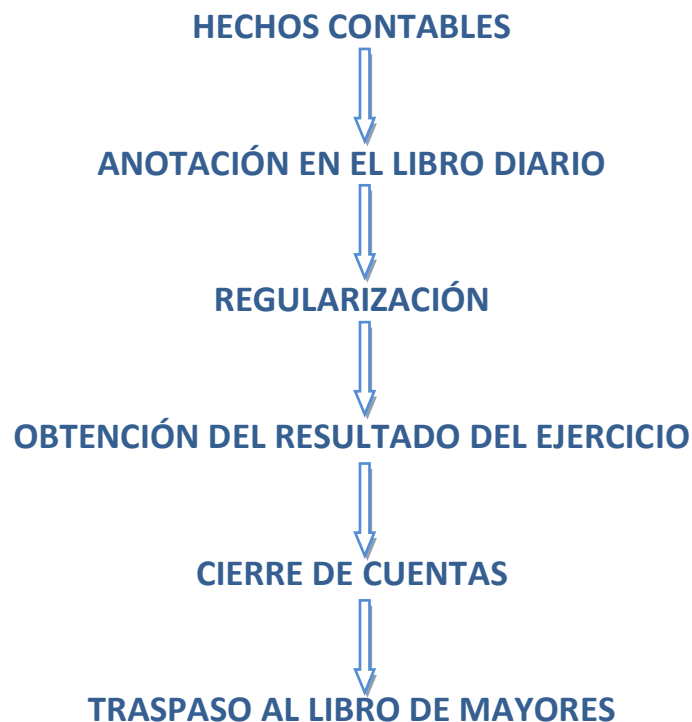 HECHOS CONTABLES
ANOTACIÓN EN EL LIBRO DIARIO
REGULARIZACIÓN
OBTENCIÓN DEL RESULTADO DEL EJERCICIO
CIERRE DE CUENTAS
TRASPASO AL LIBRO DE MAYORES